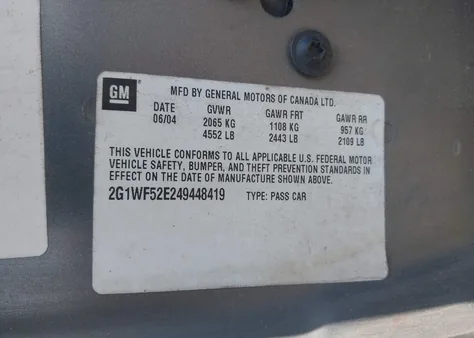 GM
MFD BY GENERAL MOTORS OF CANADA LTD.
DATE GVWR GAWR FRT GAWR RR
06/04 2065 KG 1108 KG 957 KG
4552 LB 2443 LB 2109 LB
THIS VEHICLE CONFORMS TO ALL APPLICABLE U.S. FEDERAL MOTOR
VEHICLE SAFETY, BUMPER, AND THEFT PREVENTION STANDARDS IN
EFFECT ON THE DATE OF MANUFACTURE SHOWN ABOVE.
2G1WF52E249448419 TYPE: PASS CAR